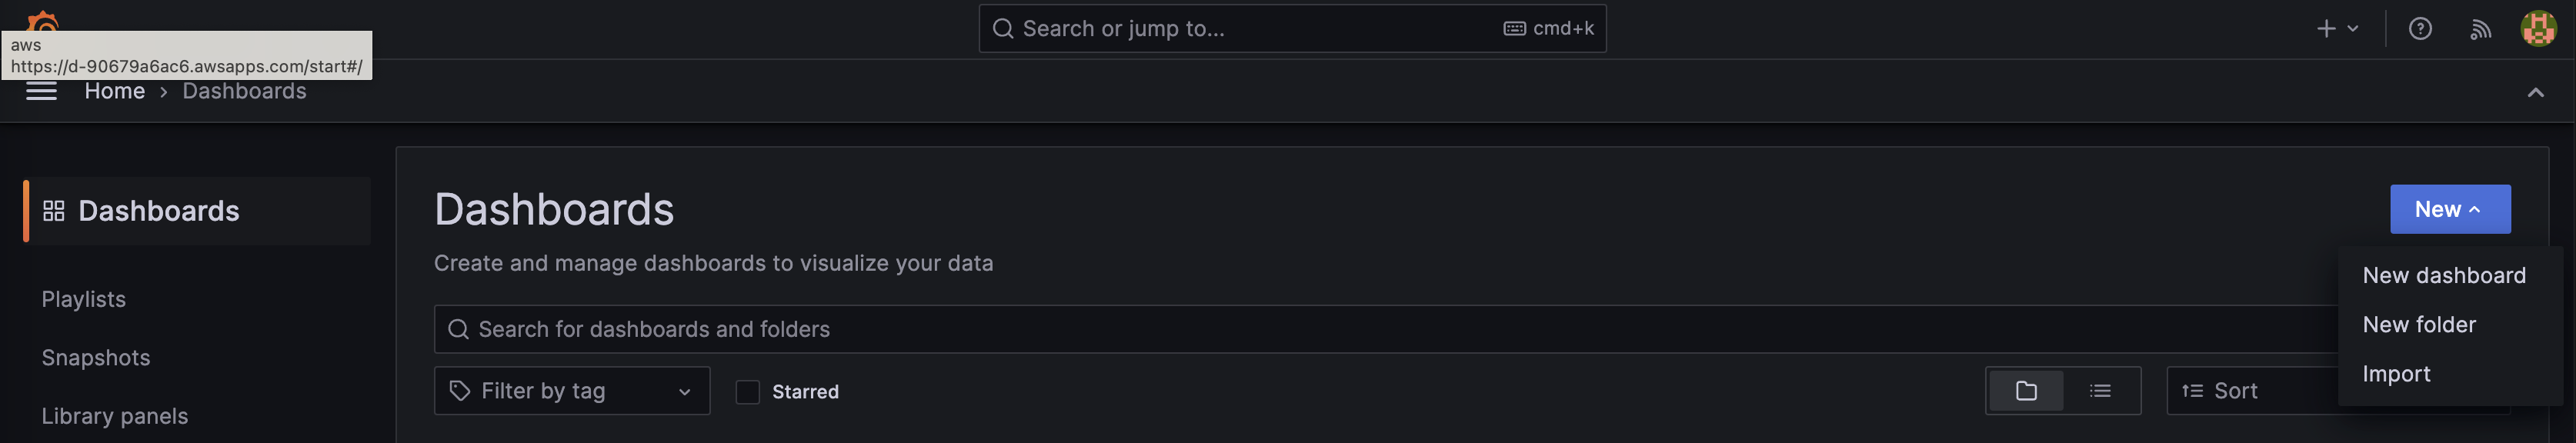 aws
https://d-90679a6ac6.awsapps.com/start#/
Search or jump to...
cmd+k
Home › Dashboards
Dashboards
Playlists
Snapshots
Library panels
Dashboards
Create and manage dashboards to visualize your data
New
New dashboard
New folder
Import
Search for dashboards and folders
Filter by tag
Starred
Sort